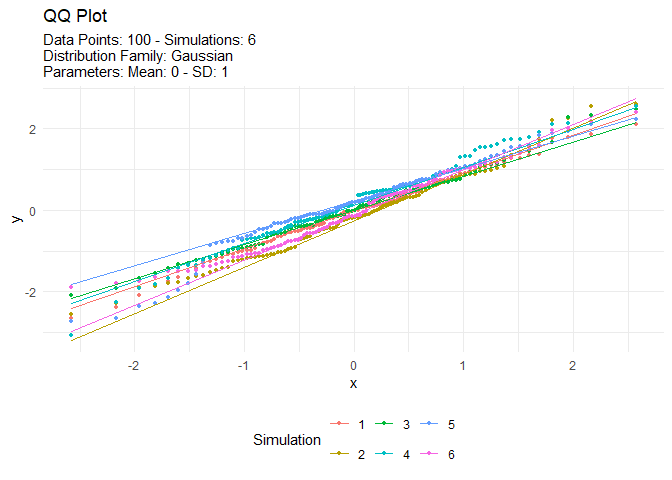 QQ Plot
Data Points: 100 - Simulations: 6
Distribution Family: Gaussian
Parameters: Mean: 0 - SD: 1
2
0
-2
y
-2
-1
0
1
2
x
Simulation
1
3
5
2
4
6